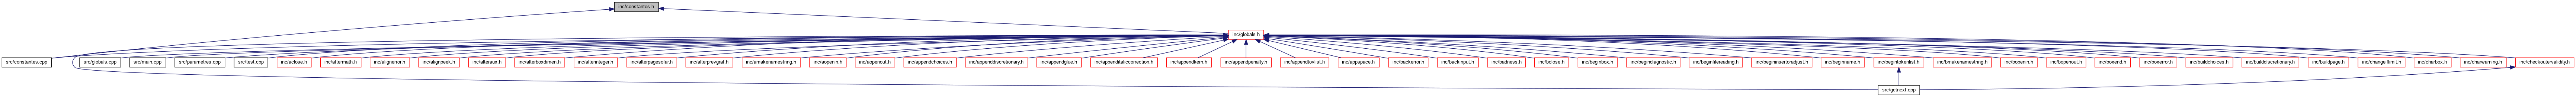 inc/constantes.h
inc/globals.h
src/constantes.cpp
src/globals.cpp
src/main.cpp
src/parametres.cpp
src/test.cpp
inc/aclose.h
inc/aftermath.h
inc/alignerror.h
inc/alignpeek.h
inc/alteraux.h
inc/alterboxdimen.h
inc/alterinteger.h
inc/alterpagesofar.h
inc/alterprevgraf.h
inc/amakenamestring.h
inc/aopenin.h
inc/aopenout.h
inc/appendchoices.h
inc/appenddiscretionary.h
inc/appendglue.h
inc/appenditaliccorrection.h
inc/appendkern.h
inc/appendpenalty.h
inc/appendtovlist.h
inc/appspace.h
inc/backerror.h
inc/backinput.h
inc/badness.h
inc/bclose.h
inc/beginbox.h
inc/begindiagnostic.h
inc/beginfilereading.h
inc/begininsertoradjust.h
inc/beginname.h
inc/begintokenlist.h
inc/bmakenamestring.h
inc/bopenin.h
inc/bopenout.h
inc/boxend.h
inc/boxerror.h
inc/buildchoices.h
inc/builddiscretionary.h
inc/buildpage.h
inc/changeiflimit.h
inc/charbox.h
inc/charwarning.h
inc/checkoutervalidity.h
src/getnext.cpp